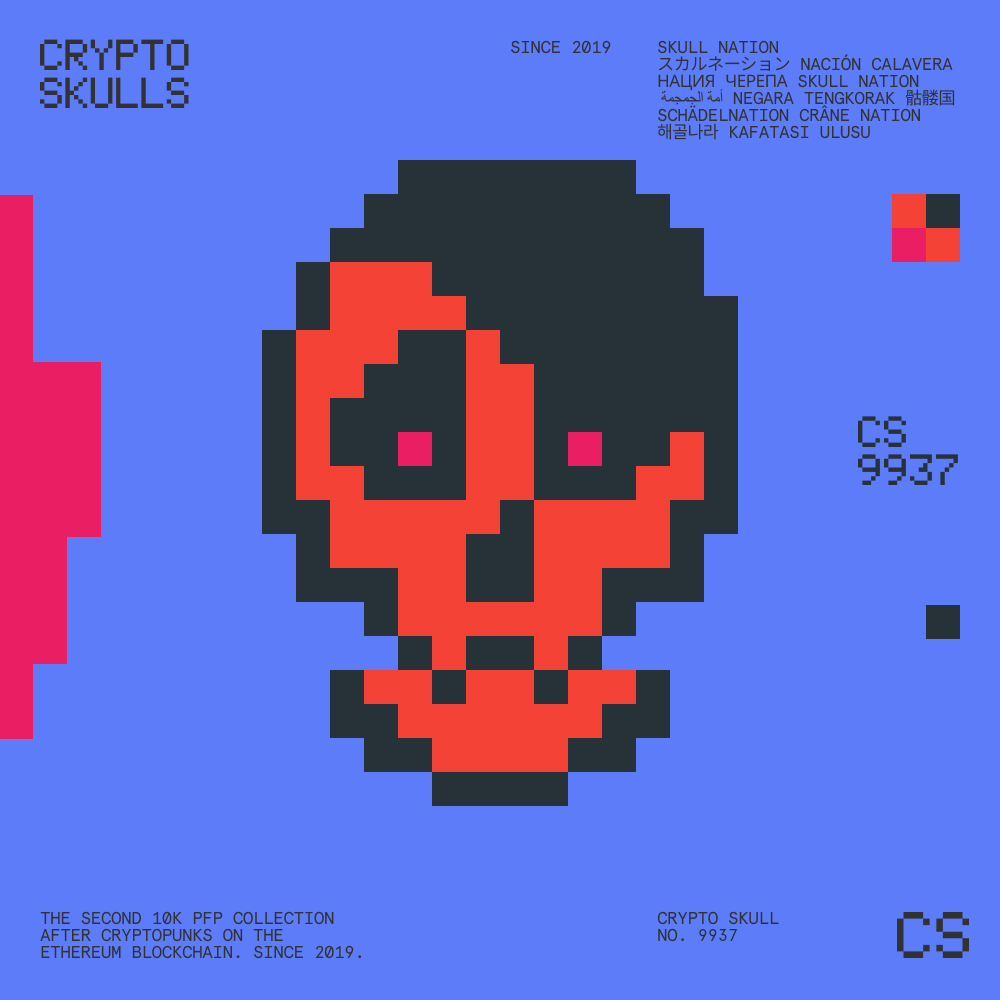 CRYPTO
SKULLS
SINCE 2019
SKULL NATION
スカルネーション NACIÓN CALAVERA
НАЦИЯ ЧЕРЕПА SKULL NATION
أمة الجمجمة NEGARA TENGKORAK 骷髅国
SCHÄDELNATION CRÂNE NATION
해골나라 KAFATASI ULUSU
CS
9937
THE SECOND 10K PFP COLLECTION
AFTER CRYPTOPUNKS ON THE
ETHEREUM BLOCKCHAIN. SINCE 2019.
CRYPTO SKULL
NO. 9937
CS